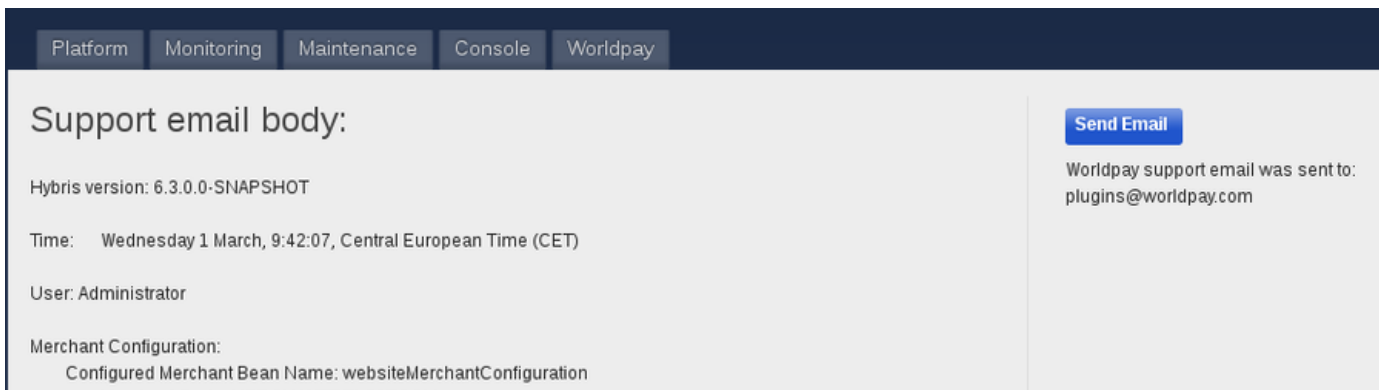 Platform Monitoring Maintenance Console Worldpay
Support email body:
Hybris version: 6.3.0.0-SNAPSHOT
Time: Wednesday 1 March, 9:42:07, Central European Time (CET)
User: Administrator
Merchant Configuration:
Configured Merchant Bean Name: websiteMerchantConfiguration
Send Email
Worldpay support email was sent to:
plugins@worldpay.com